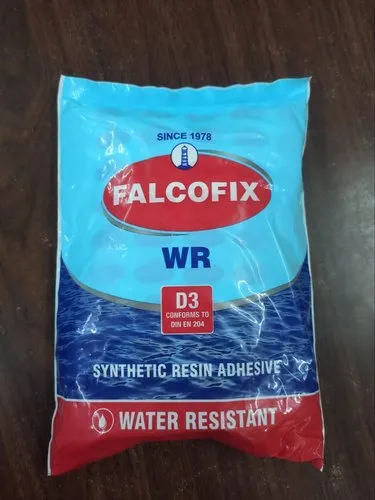 SINCE 1978
FALCOFIX
WR
D3
CONFORMS TO
DIN EN 204
SYNTHETIC RESIN ADHESIVE
WATER RESISTANT